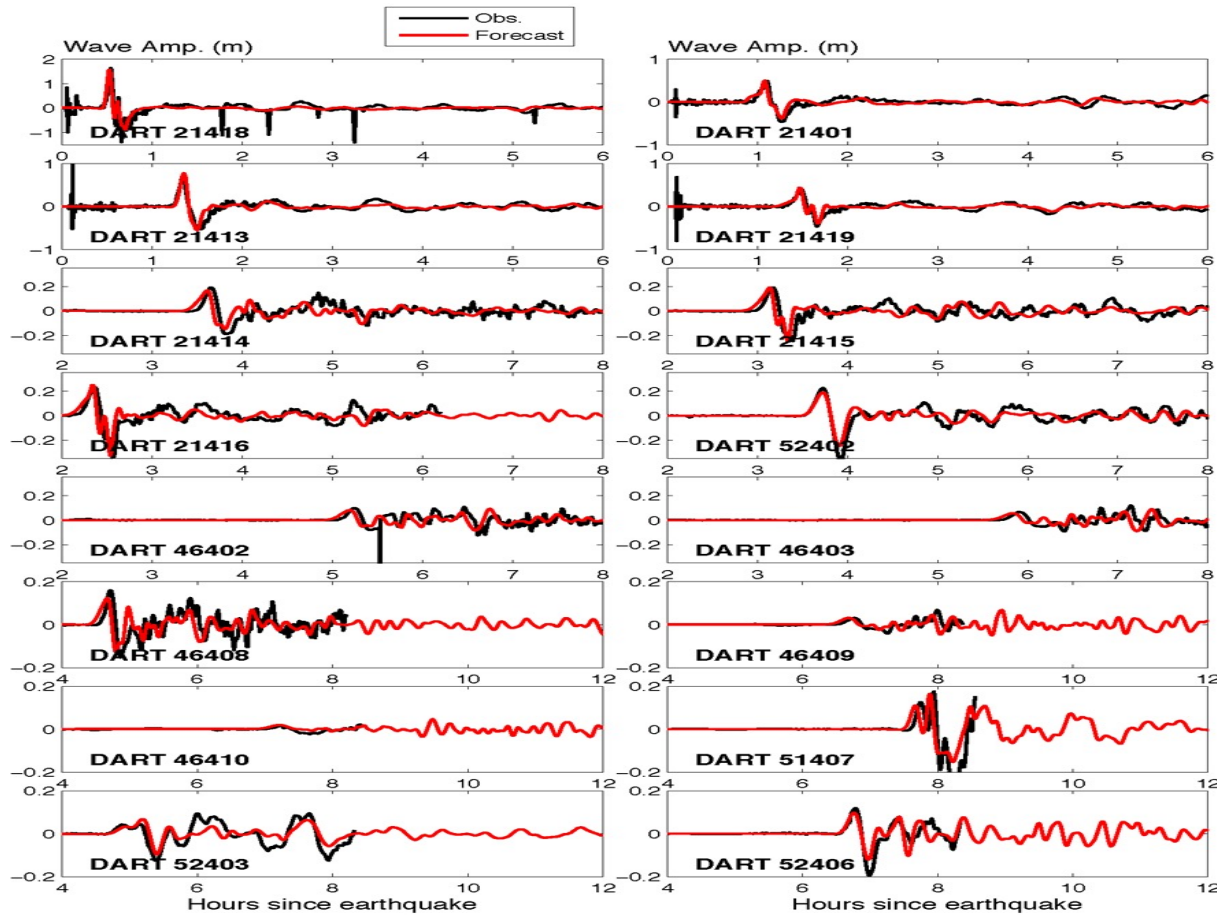 Obs.
Forecast
Wave Amp. (m)
Wave Amp. (m)
2
1
0
−1
DART 21418
0 1 2 3 4 5 6
1
0
−1
DART 21401
0 1 2 3 4 5 6
1
0
−1
DART 21413
0 1 2 3 4 5 6
1
0
−1
DART 21419
0 1 2 3 4 5 6
0.2
0
−0.2
DART 21414
2 3 4 5 6 7 8
0.2
0
−0.2
DART 21415
2 3 4 5 6 7 8
0.2
0
−0.2
DART 21416
2 3 4 5 6 7 8
0.2
0
−0.2
DART 52402
2 3 4 5 6 7 8
0.2
0
−0.2
DART 46402
2 3 4 5 6 7 8
0.2
0
−0.2
DART 46403
2 3 4 5 6 7 8
0.2
0
−0.2
DART 46408
4 6 8 10 12
0.2
0
−0.2
DART 46409
4 6 8 10 12
0.2
0
−0.2
DART 46410
4 6 8 10 12
0.2
0
−0.2
DART 51407
4 6 8 10 12
0.2
0
−0.2
DART 52403
4 6 8 10 12
Hours since earthquake
0.2
0
−0.2
DART 52406
4 6 8 10 12
Hours since earthquake